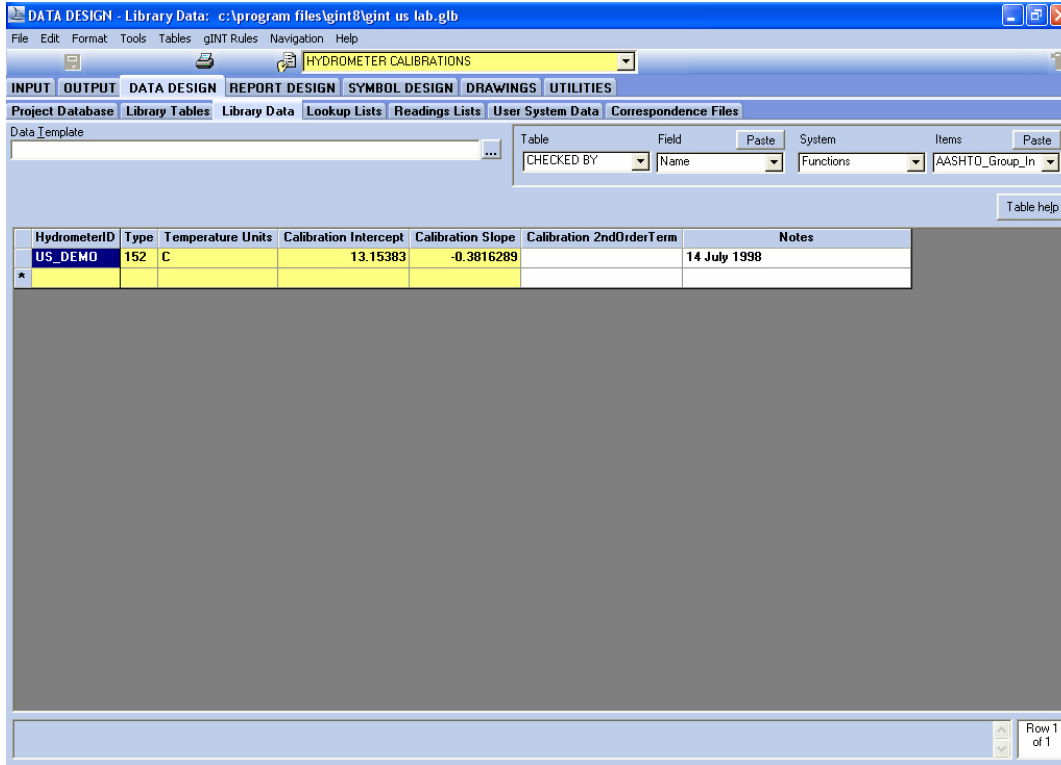 DATA DESIGN - Library Data: c:\program files\gint8\gint us lab.glb
File Edit Format Tools Tables gINT Rules Navigation Help
HYDROMETER CALIBRATIONS
INPUT OUTPUT DATA DESIGN REPORT DESIGN SYMBOL DESIGN DRAWINGS UTILITIES
Project Database Library Tables Library Data Lookup Lists Readings Lists User System Data Correspondence Files
Data Template Table Field Paste System Items Paste
... CHECKED BY Name Functions AASHTO_Group_In
Table help
HydrometerID Type Temperature Units Calibration Intercept Calibration Slope Calibration 2ndOrderTerm Notes
US_DEMO 152 C 13.15383 -0.3816289 14 July 1998
*
Row 1
of 1